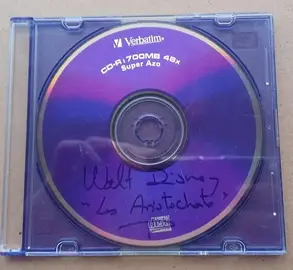 Verbatim
CD-R 700MB 48x
Super Azo
Walt Disney
"Les Aristochats"